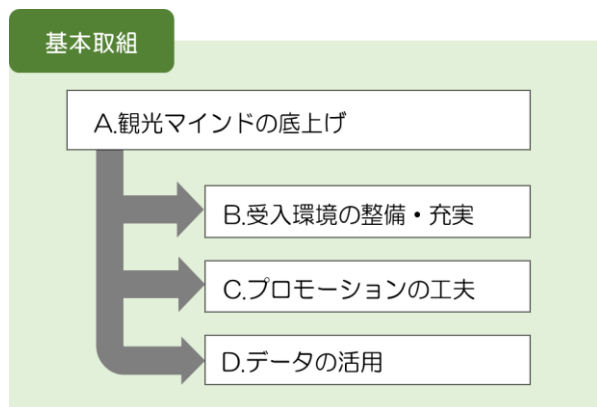 基本取組
A.観光マインドの底上げ
B.受入環境の整備・充実
C.プロモーションの工夫
D.データの活用